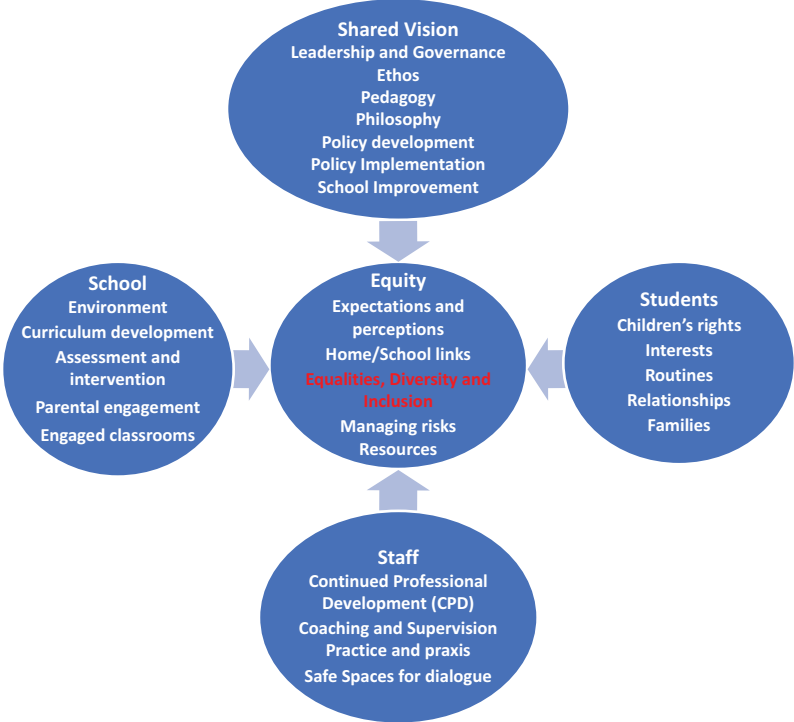 Shared Vision
Leadership and Governance
Ethos
Pedagogy
Philosophy
Policy development
Policy Implementation
School Improvement
School
Environment
Curriculum development
Assessment and
intervention
Parental engagement
Engaged classrooms
Equity
Expectations and
perceptions
Home/School links
Equalities, Diversity and
Inclusion
Managing risks
Resources
Students
Children’s rights
Interests
Routines
Relationships
Families
Staff
Continued Professional
Development (CPD)
Coaching and Supervision
Practice and praxis
Safe Spaces for dialogue